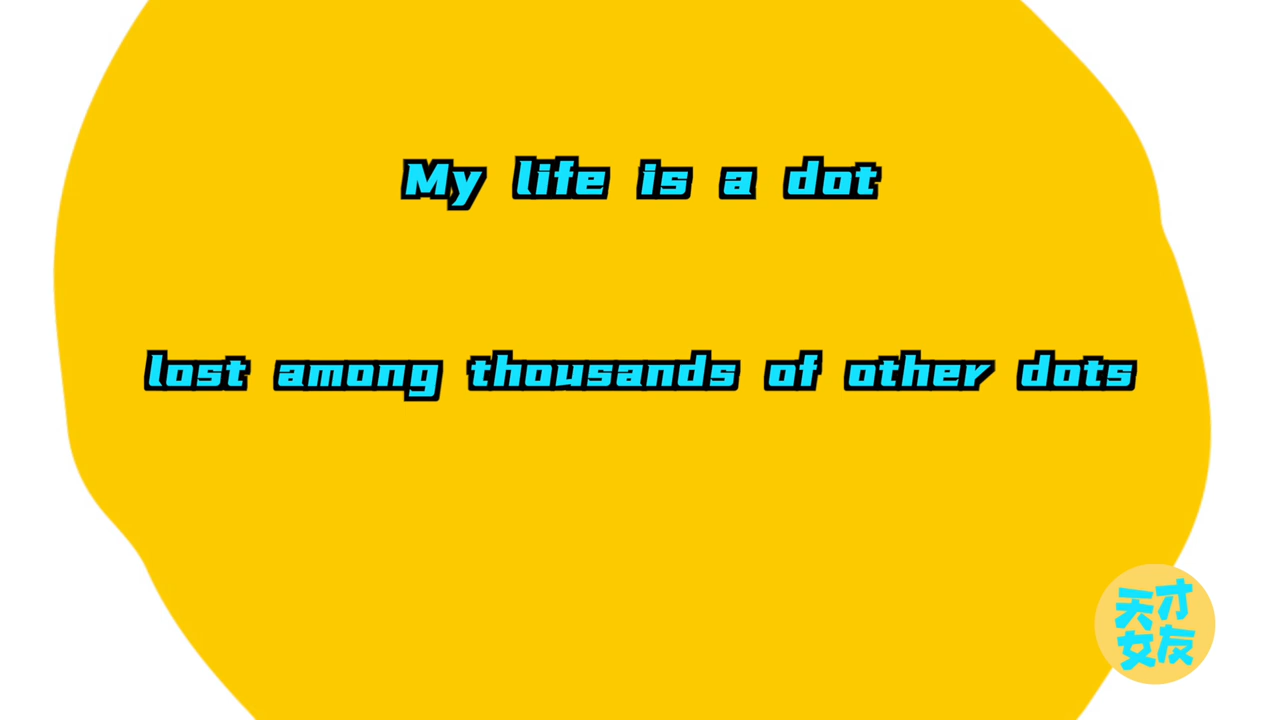 My life is a dot
lost among thousands of other dots
天才
女友